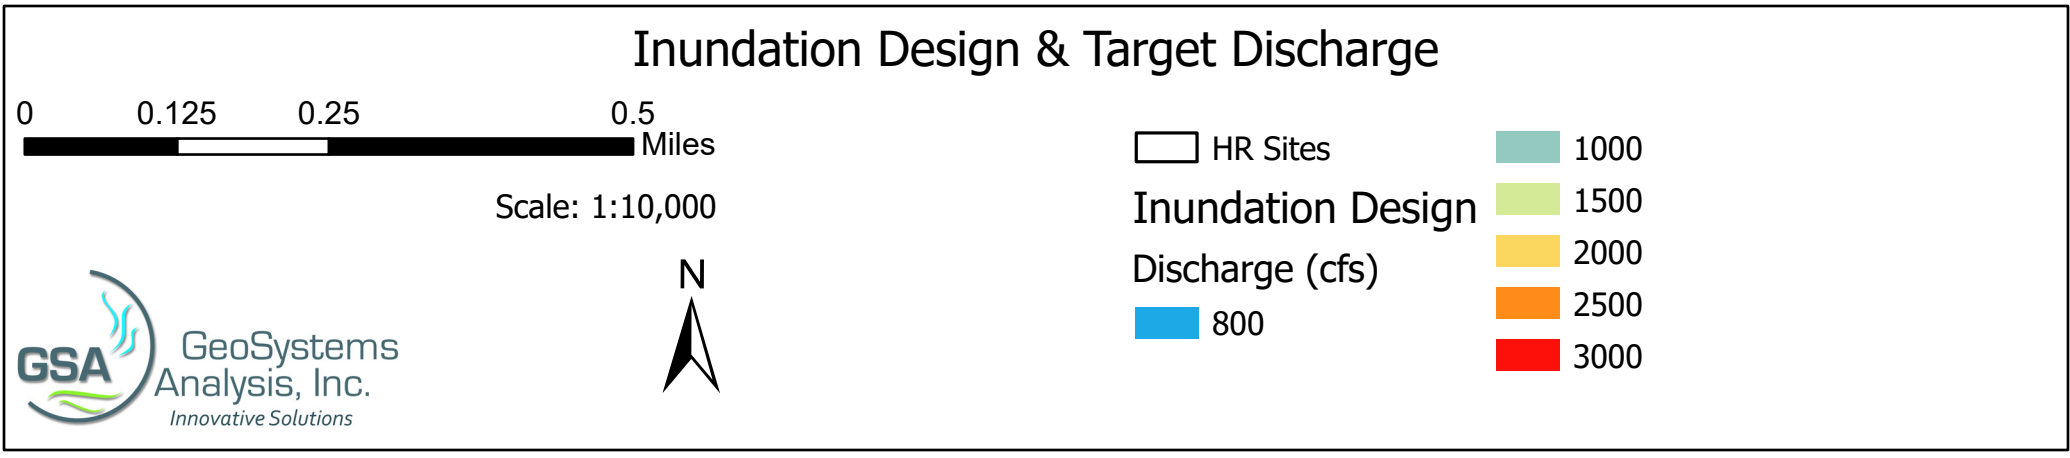 Inundation Design & Target Discharge
0 0.125 0.25 0.5
Miles
Scale: 1:10,000
N
GSA
GeoSystems
Analysis, Inc.
Innovative Solutions
HR Sites
Inundation Design
Discharge (cfs)
800
1000
1500
2000
2500
3000